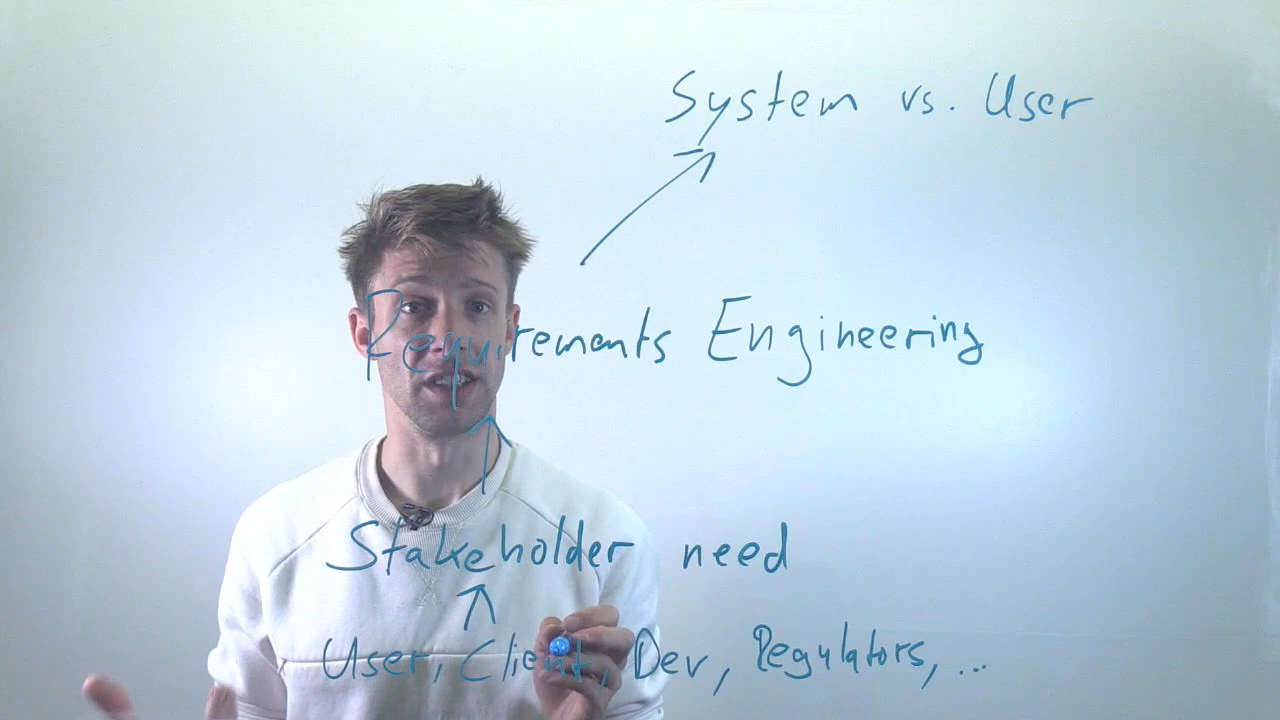 System vs. User
Requirements Engineering
Stakeholder need
User, Client, Dev, Regulators, ...